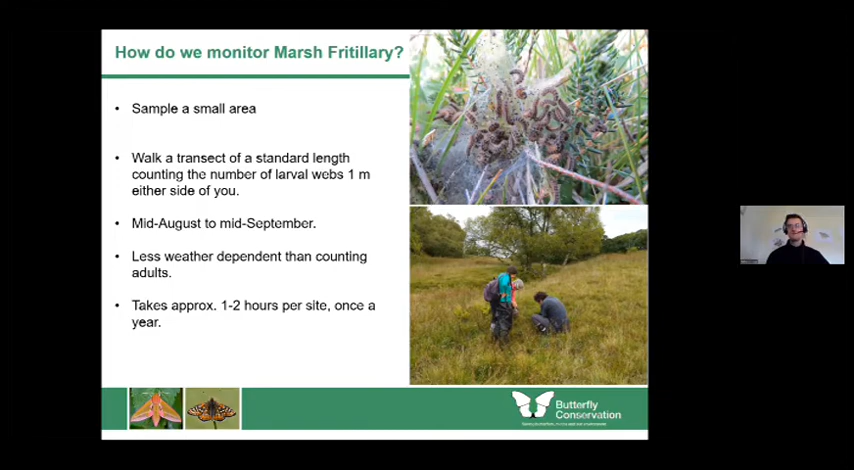 How do we monitor Marsh Fritillary?
• Sample a small area
• Walk a transect of a standard length
counting the number of larval webs 1 m
either side of you.
• Mid-August to mid-September.
• Less weather dependent than counting
adults.
• Takes approx. 1-2 hours per site, once a
year.
Butterfly
Conservation